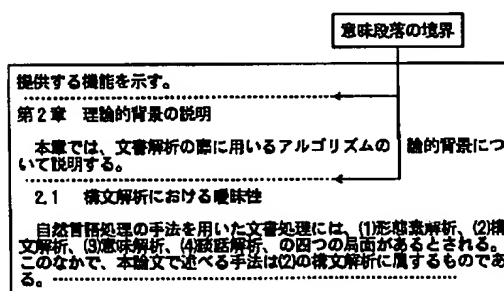 意味段落の境界
提供する機能を示す。
第2章 理論的背景の説明
本章では、文書解析の際に用いるアルゴリズムの 論的背景につ
いて説明する。
2.1 構文解析における曖昧性
自然言語処理の手法を用いた文書処理には、(1)形態素解析、(2)構
文解析、(3)意味解析、(4)談話解析、の四つの局面があるとされる。
このなかで、本論文で述べる手法は(2)の構文解析に属するものであ
る。